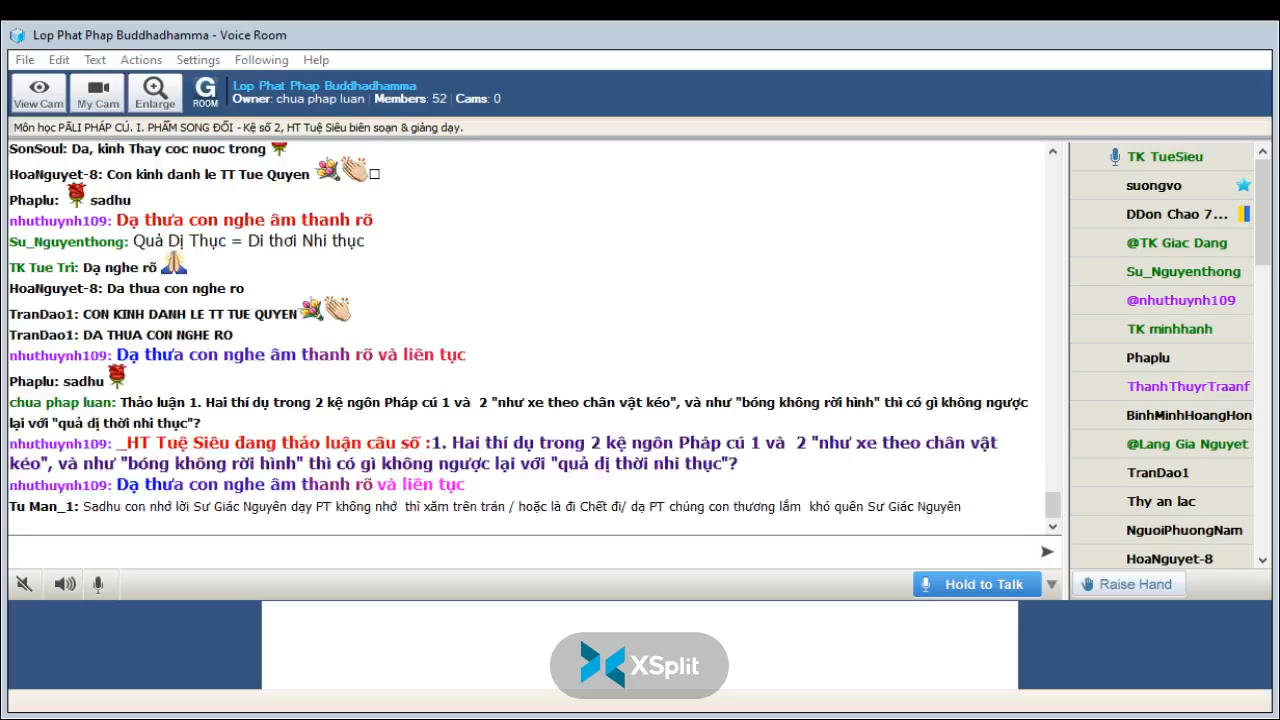 Lop Phat Phap Buddhadhamma - Voice Room
File Edit Text Actions Settings Following Help
View Cam My Cam Enlarge G ROOM
Lop Phat Phap Buddhadhamma
Owner: chua phap luan | Members: 52 | Cams: 0
Môn học PĀLI PHÁP CÚ. I. PHẨM SONG ĐỐI - Kệ số 2, HT Tuệ Siêu biên soạn & giảng dạy.
SonSoul: Da, kinh Thay coc nuoc trong
HoaNguyet-8: Con kinh danh le TT Tue Quyen
Phaplu: sadhu
nhuthuynh109: Dạ thưa con nghe âm thanh rõ
Su_Nguyenthong: Quả Dị Thục = Di thơi Nhi thục
TK Tue Tri: Dạ nghe rõ
HoaNguyet-8: Da thua con nghe ro
TranDao1: CON KINH DANH LE TT TUE QUYEN
TranDao1: DA THUA CON NGHE RO
nhuthuynh109: Dạ thưa con nghe âm thanh rõ và liên tục
Phaplu: sadhu
chua phap luan: Thảo luận 1. Hai thí dụ trong 2 kệ ngôn Pháp cú 1 và 2 "như xe theo chân vật kéo", và như "bóng không rời hình" thì có gì không ngược
lại với "quả dị thời nhi thục"?
nhuthuynh109: _HT Tuệ Siêu đang thảo luận câu số :1. Hai thí dụ trong 2 kệ ngôn Pháp cú 1 và 2 "như xe theo chân vật
kéo", và như "bóng không rời hình" thì có gì không ngược lại với "quả dị thời nhi thục"?
nhuthuynh109: Dạ thưa con nghe âm thanh rõ và liên tục
Tu Man_1: Sadhu con nhớ lời Sư Giác Nguyên dạy PT không nhớ thì xăm trên trán / hoặc là đi Chết đi/ dạ PT chúng con thương lắm khó quên Sư Giác Nguyên
TK TueSieu
suongvo
DDon Chao 7...
@TK Giac Dang
Su_Nguyenthong
@nhuthuynh109
TK minhhanh
Phaplu
ThanhThuyrTraanf
BinhMinhHoangHon
@Lang Gia Nguyet
TranDao1
Thy an lac
NguoiPhuongNam
HoaNguyet-8
Hold to Talk
Raise Hand
XSplit